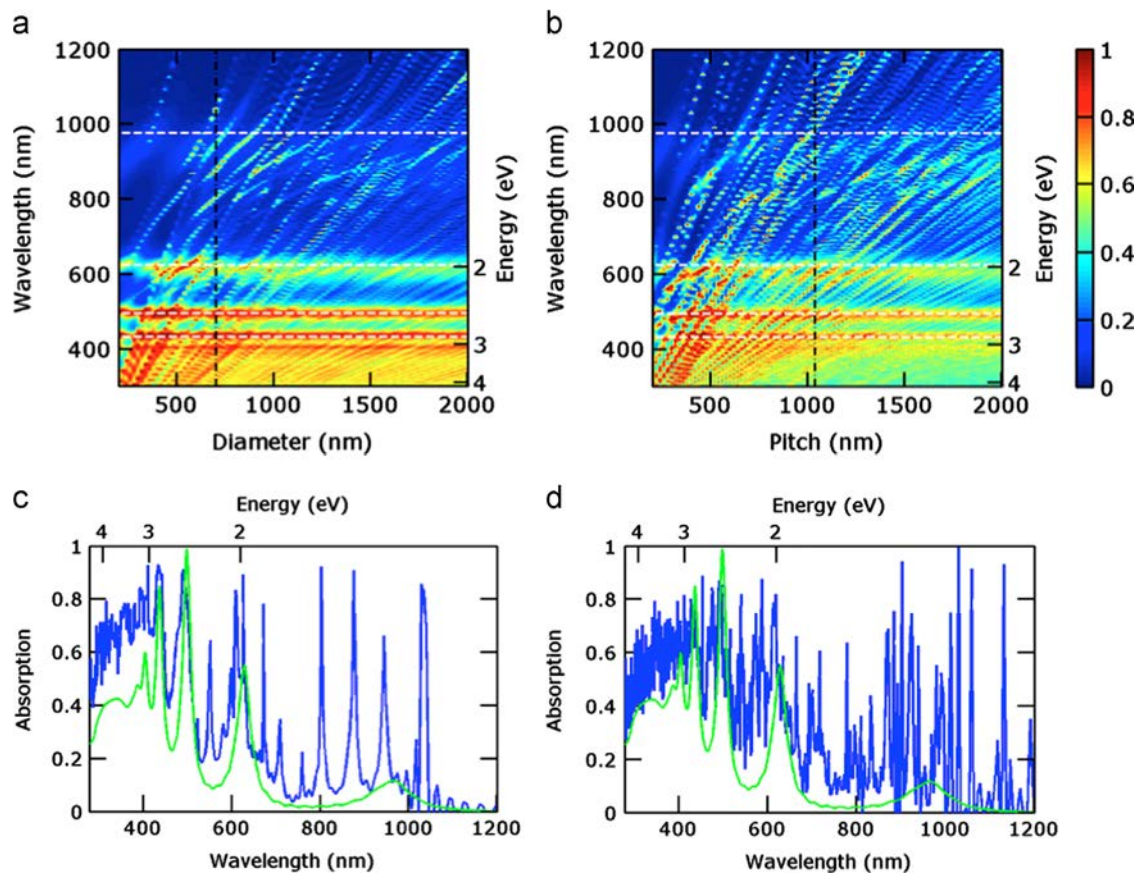 a
b
1200
1000
800
600
400
Wavelength (nm)
500 1000 1500 2000
Diameter (nm)
2
3
4
Energy (eV)
1200
1000
800
600
400
Wavelength (nm)
500 1000 1500 2000
Pitch (nm)
2
3
4
Energy (eV)
1
0.8
0.6
0.4
0.2
0
c
Energy (eV)
4 3 2
1
0.8
0.6
0.4
0.2
0
Absorption
400 600 800 1000 1200
Wavelength (nm)
d
Energy (eV)
4 3 2
1
0.8
0.6
0.4
0.2
0
Absorption
400 600 800 1000 1200
Wavelength (nm)